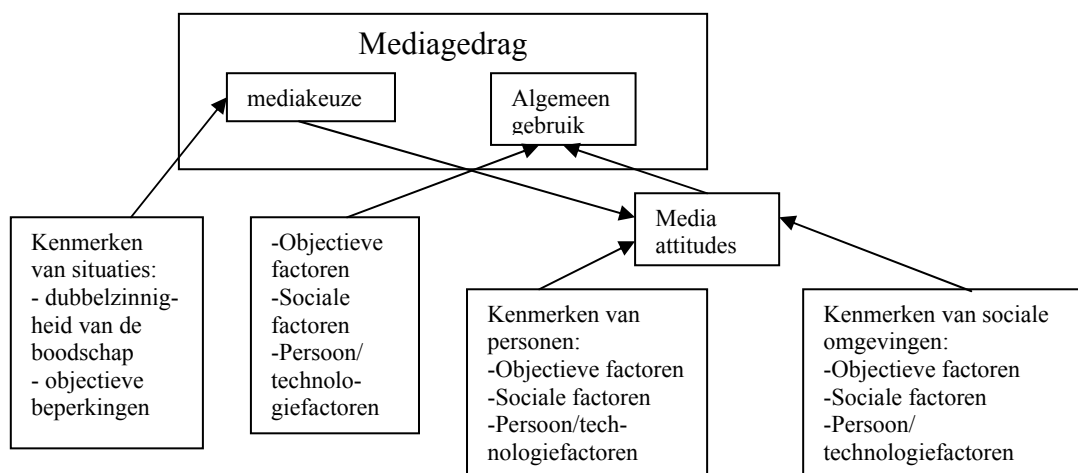 Mediagedrag
mediakeuze
Algemeen
gebruik
Media
attitudes
Kenmerken
van situaties:
- dubbelzinnig-
heid van de
boodschap
- objectieve
beperkingen
-Objectieve
factoren
-Sociale
factoren
-Persoon/
technolo-
giefactoren
Kenmerken van
personen:
-Objectieve factoren
-Sociale factoren
-Persoon/tech-
nologiefactoren
Kenmerken van sociale
omgevingen:
-Objectieve factoren
-Sociale factoren
-Persoon/
technologiefactoren